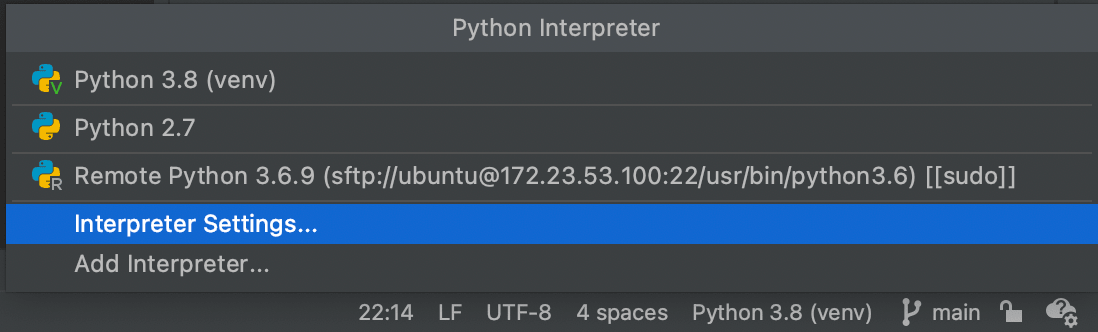 Python Interpreter
Python 3.8 (venv)
Python 2.7
Remote Python 3.6.9 (sftp://ubuntu@172.23.53.100:22/usr/bin/python3.6) [[sudo]]
Interpreter Settings...
Add Interpreter...
22:14 LF UTF-8 4 spaces Python 3.8 (venv) main